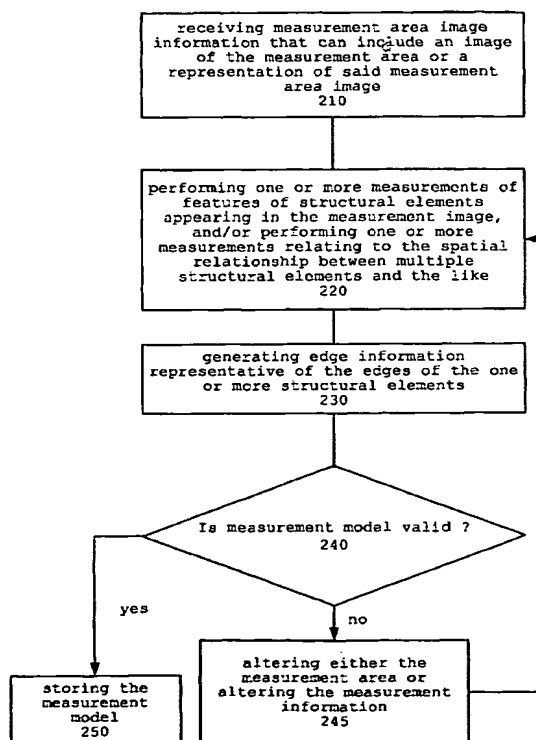 receiving measurement area image
information that can include an image
of the measurement area or a
representation of said measurement
area image
210
performing one or more measurements of
features of structural elements
appearing in the measurement image,
and/or performing one or more
measurements relating to the spatial
relationship between multiple
structural elements and the like
220
generating edge information
representative of the edges of the one
or more structural elements
230
Is measurement model valid ?
240
yes
no
altering either the
measurement area or
altering the measurement
information
245
storing the
measurement
model
250